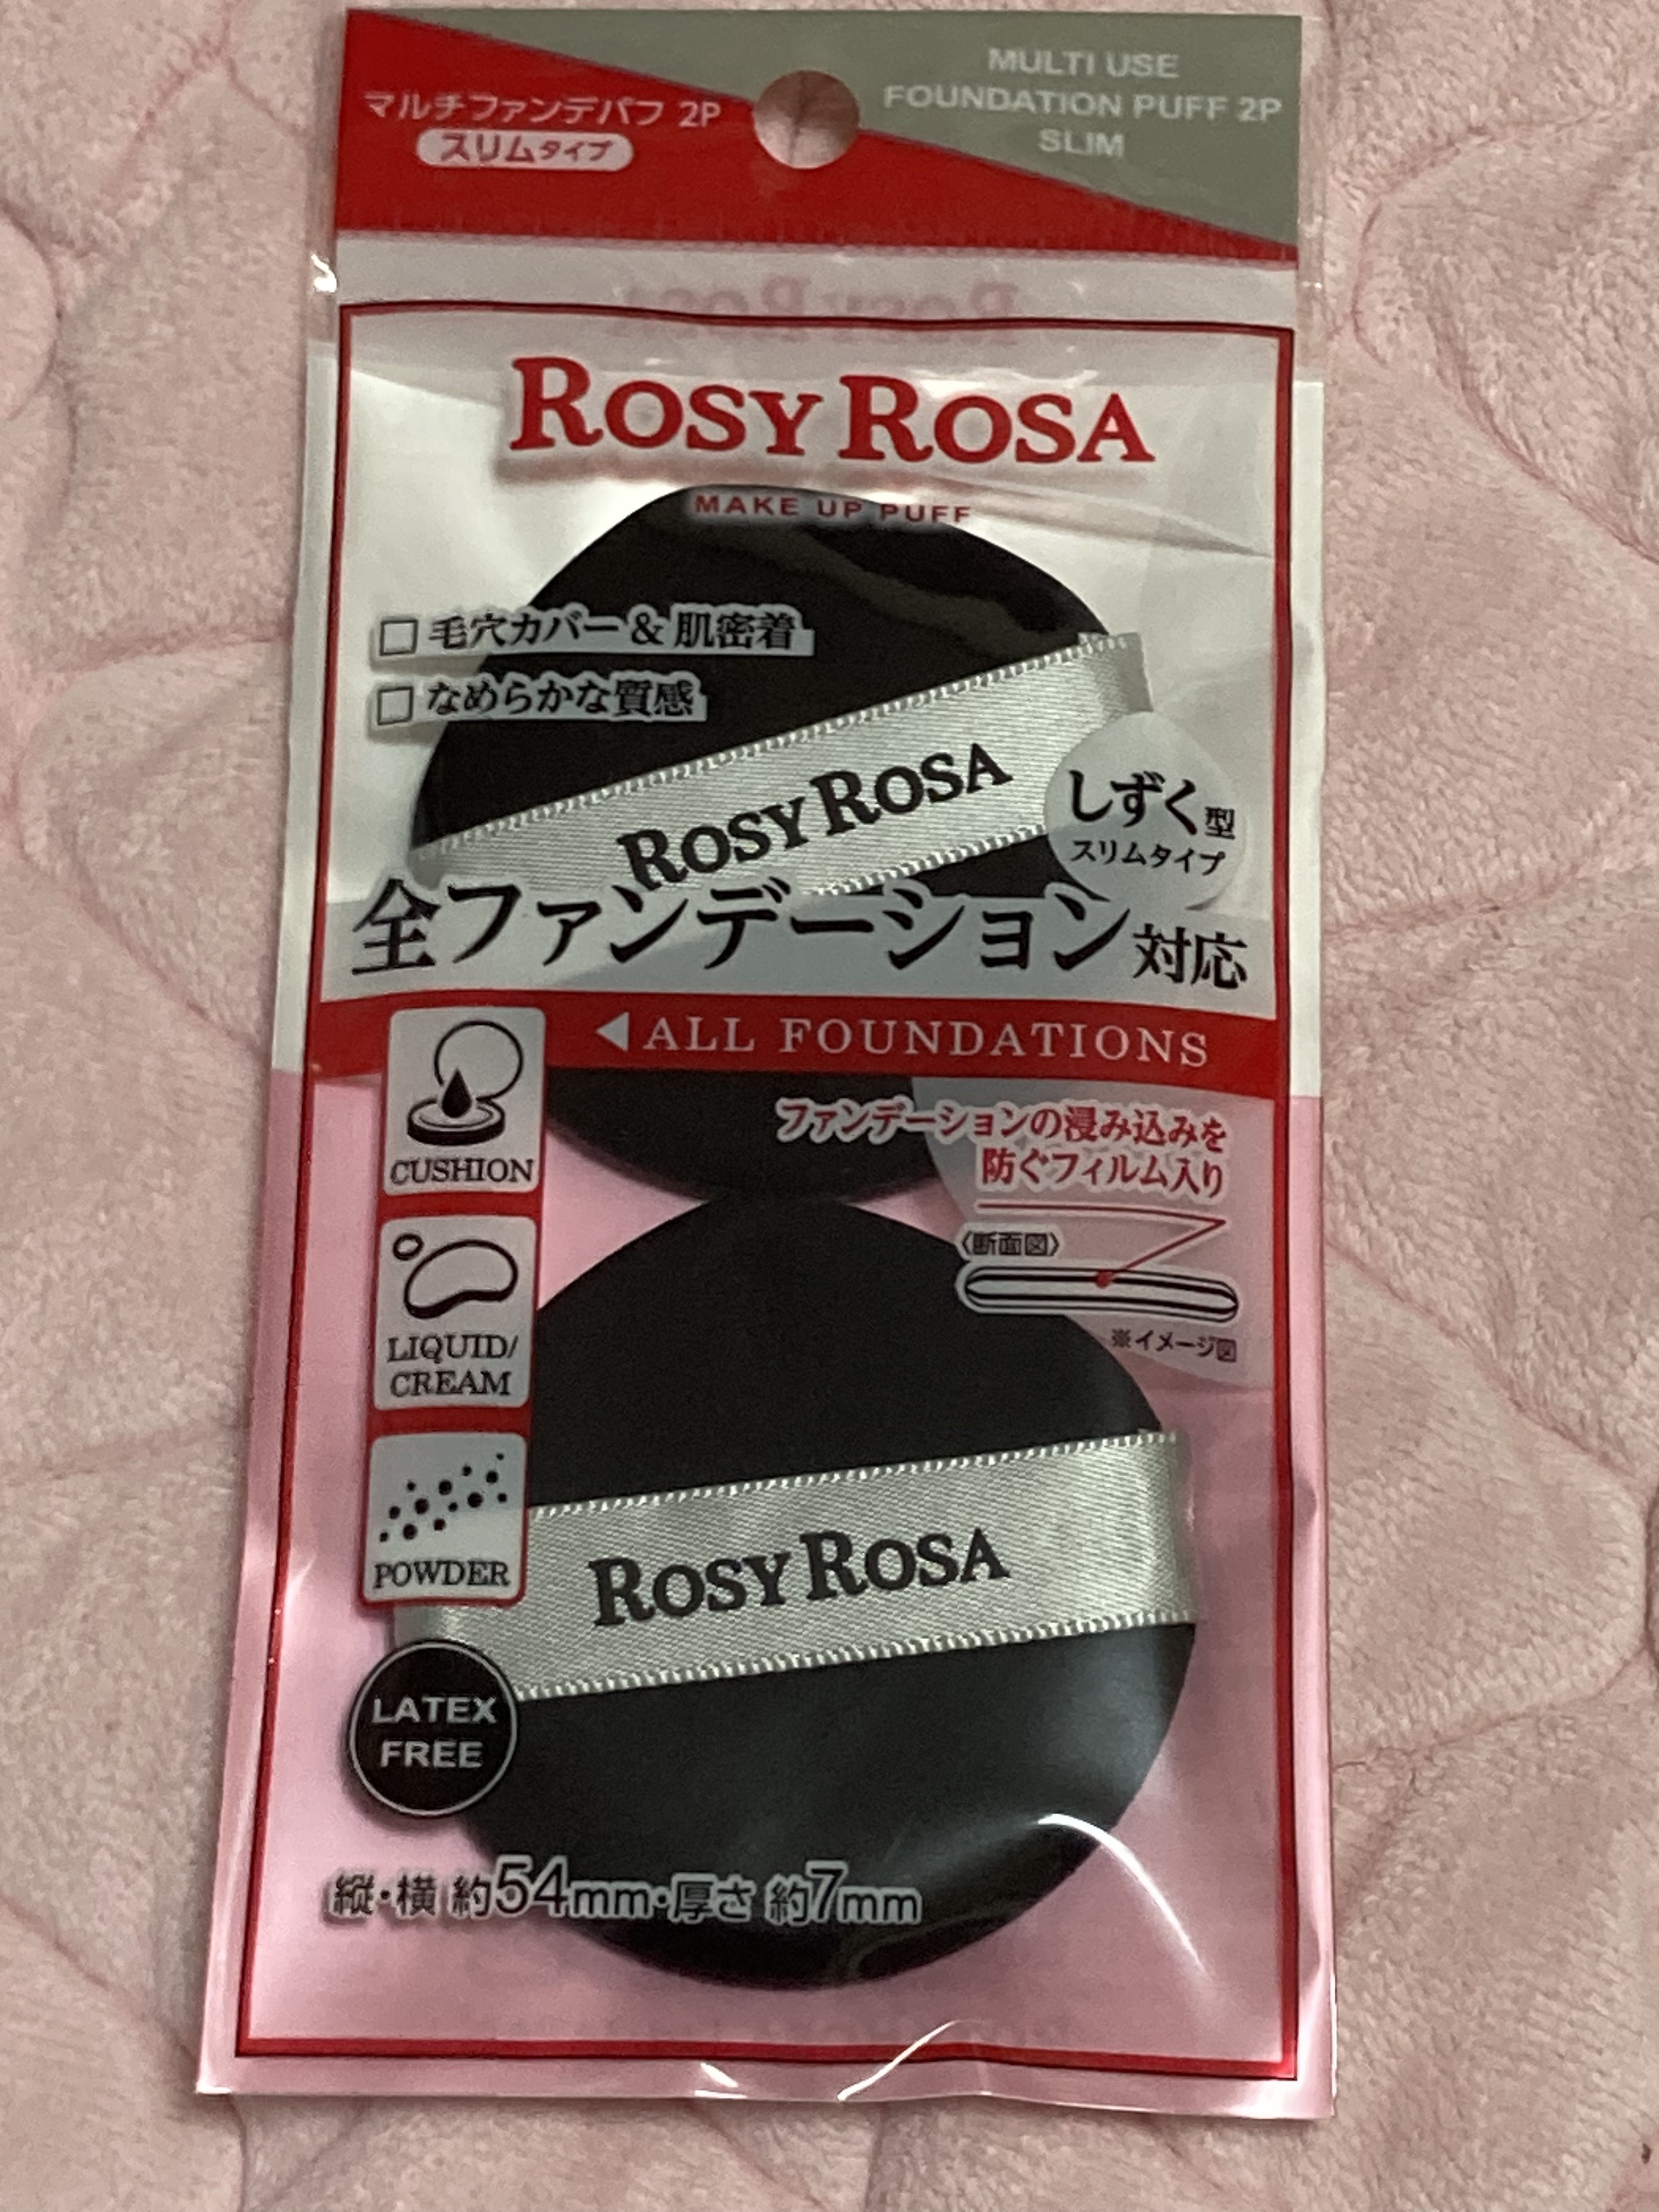 マルチファンデパフ 2P
スリムタイプ
MULTI USE
FOUNDATION PUFF 2P
SLIM
ROSY ROSA
MAKE UP PUFF
□ 毛穴カバー & 肌密着
□ なめらかな質感
ROSY ROSA
しずく型
スリムタイプ
全ファンデーション対応
◀ALL FOUNDATIONS
CUSHION
ファンデーションの浸み込みを
防ぐフィルム入り
〈断面図〉
※イメージ図
LIQUID/
CREAM
POWDER
ROSY ROSA
LATEX
FREE
縦・横 約54mm・厚さ 約7mm